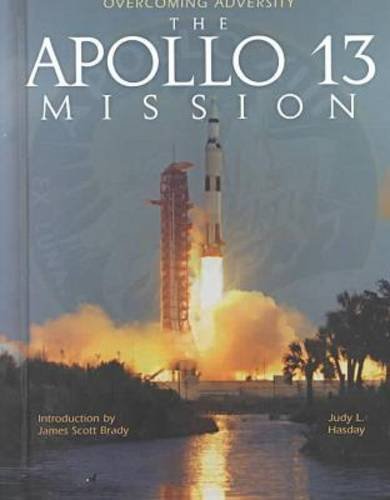 OVERCOMING ADVERSITY
THE
APOLLO 13
MISSION
Introduction by
James Scott Brady
Judy L.
Hasday